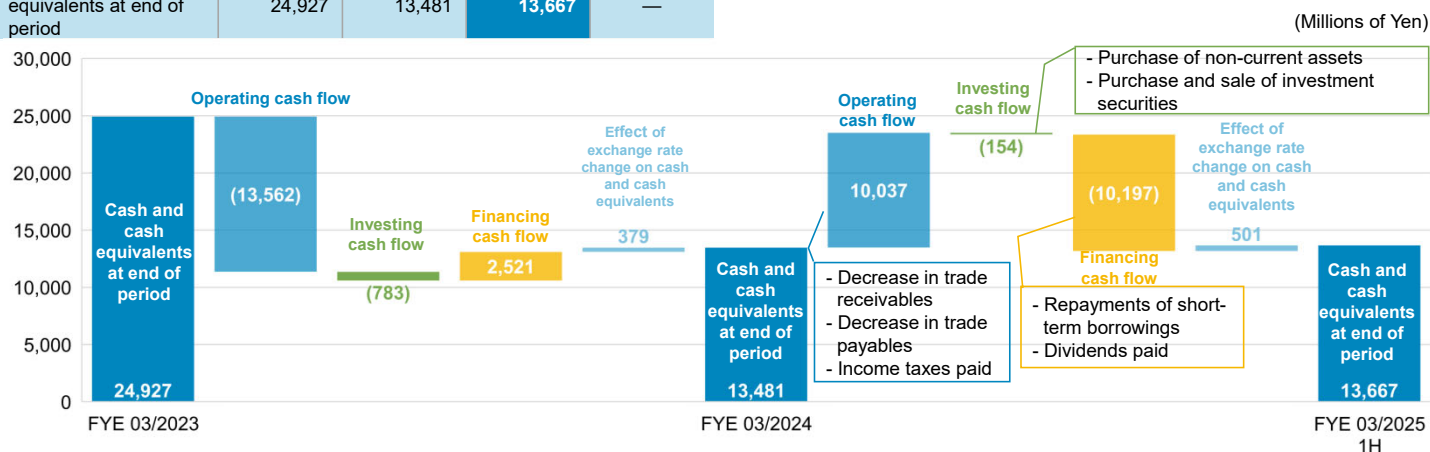 equivalents at end of
period
24,927
13,481
13,667
—
(Millions of Yen)
30,000
25,000
20,000
15,000
10,000
5,000
0
Cash and
cash
equivalents
at end of
period
24,927
FYE 03/2023
Operating cash flow
(13,562)
Investing
cash flow
(783)
Financing
cash flow
2,521
Effect of
exchange rate
change on cash
and cash
equivalents
379
Cash and
cash
equivalents
at end of
period
13,481
FYE 03/2024
Operating
cash flow
10,037
- Decrease in trade
receivables
- Decrease in trade
payables
- Income taxes paid
Investing
cash flow
(154)
- Purchase of non-current assets
- Purchase and sale of investment
securities
(10,197)
Financing
cash flow
- Repayments of short-
term borrowings
- Dividends paid
Effect of
exchange rate
change on cash
and cash
equivalents
501
Cash and
cash
equivalents
at end of
period
13,667
FYE 03/2025
1H